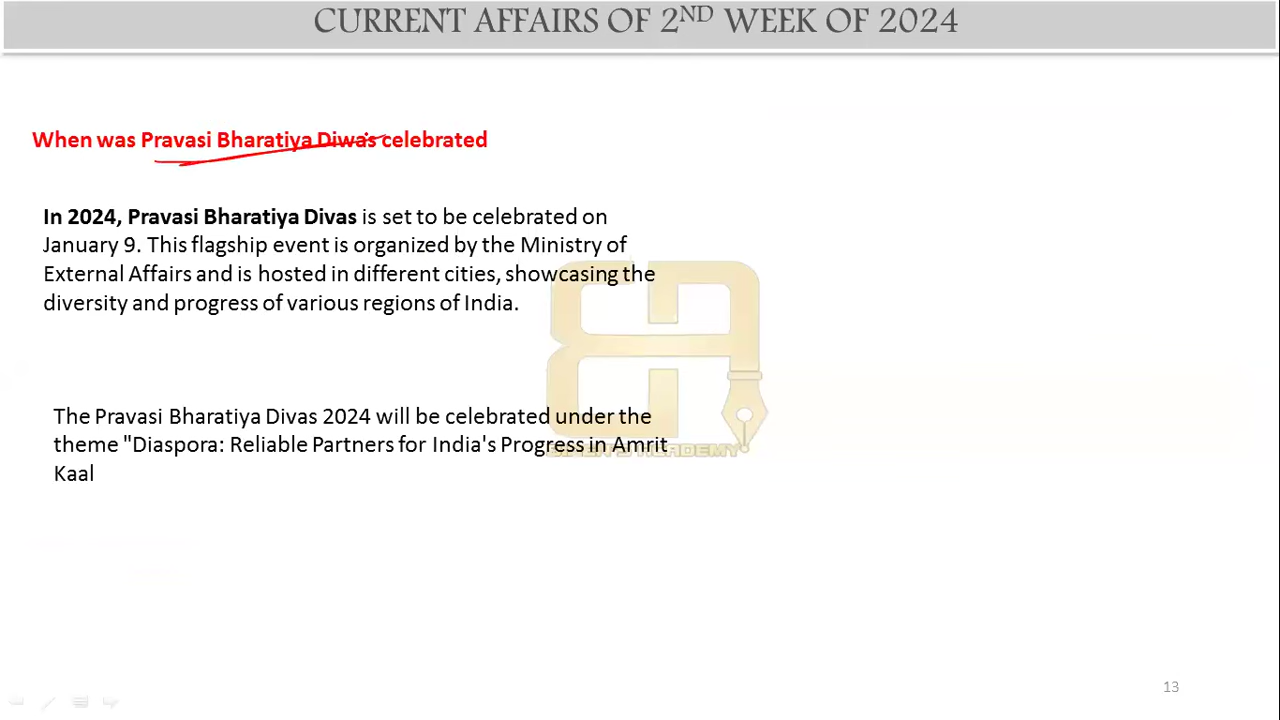 CURRENT AFFAIRS OF 2ND WEEK OF 2024
When was Pravasi Bharatiya Diwas celebrated
In 2024, Pravasi Bharatiya Divas is set to be celebrated on
January 9. This flagship event is organized by the Ministry of
External Affairs and is hosted in different cities, showcasing the
diversity and progress of various regions of India.
The Pravasi Bharatiya Divas 2024 will be celebrated under the
theme "Diaspora: Reliable Partners for India's Progress in Amrit
Kaal
ACADEMY
13